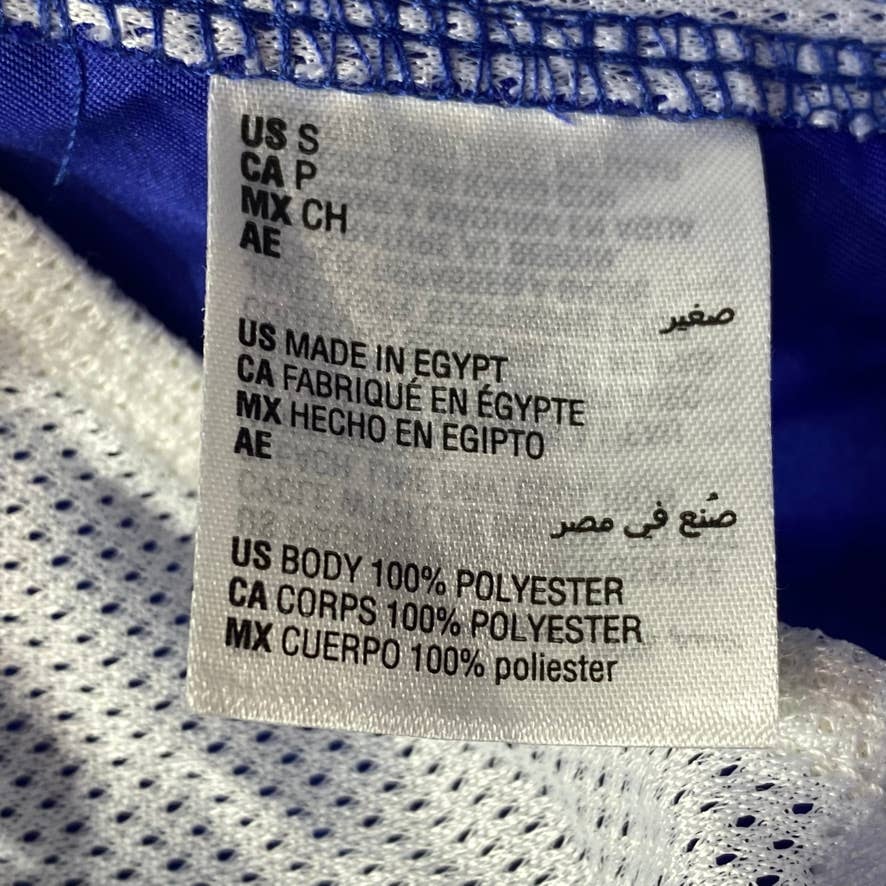 US S
CA P
MX CH
AE
صغير
US MADE IN EGYPT
CA FABRIQUÉ EN ÉGYPTE
MX HECHO EN EGIPTO
AE
صُنع في مصر
US BODY 100% POLYESTER
CA CORPS 100% POLYESTER
MX CUERPO 100% poliester